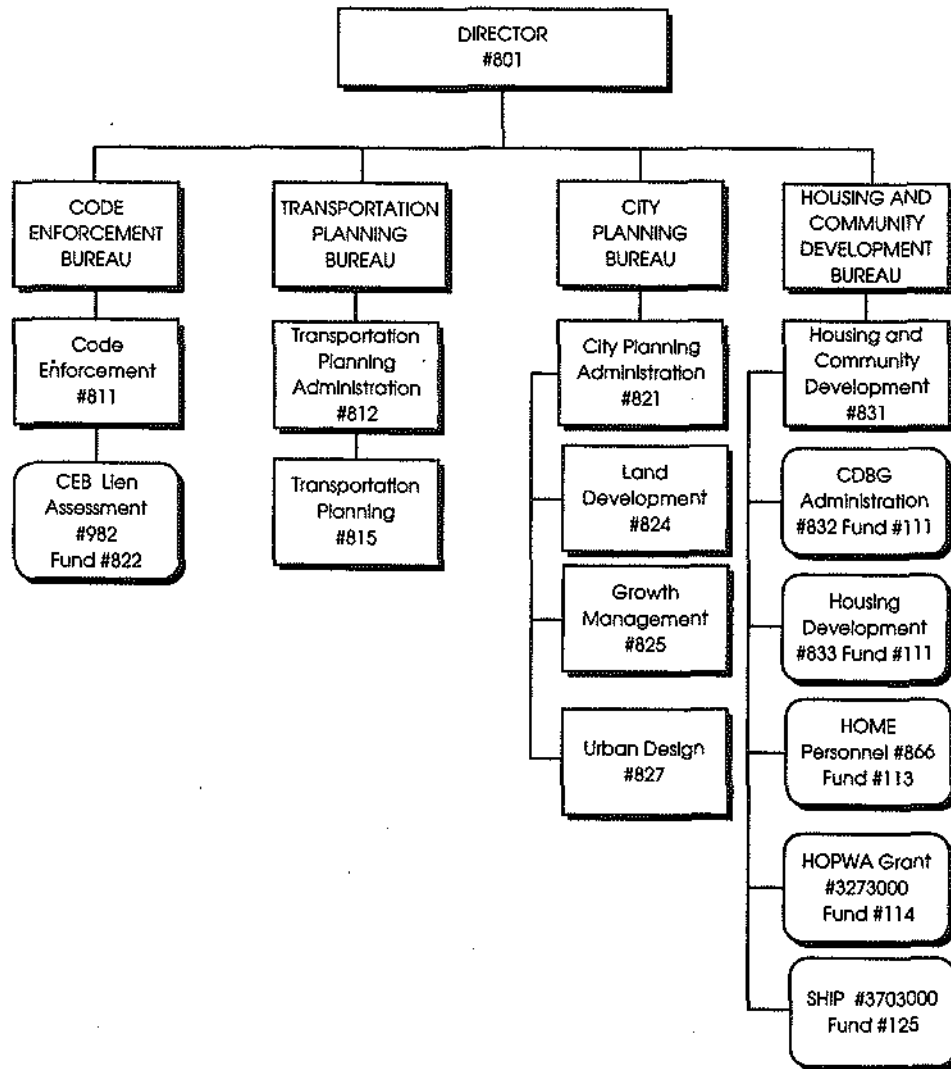 DIRECTOR
#801
CODE
ENFORCEMENT
BUREAU
TRANSPORTATION
PLANNING
BUREAU
CITY
PLANNING
BUREAU
HOUSING AND
COMMUNITY
DEVELOPMENT
BUREAU
Code
Enforcement
#811
Transportation
Planning
Administration
#812
City Planning
Administration
#821
Housing and
Community
Development
#831
CEB Lien
Assessment
#982
Fund #822
Transportation
Planning
#815
Land
Development
#824
CDBG
Administration
#832 Fund #111
Growth
Management
#825
Housing
Development
#833 Fund #111
Urban Design
#827
HOME
Personnel #866
Fund #113
HOPWA Grant
#3273000
Fund #114
SHIP #3703000
Fund #125